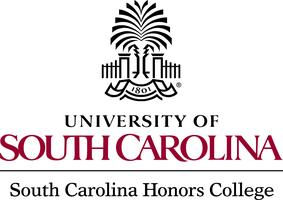 1801
UNIVERSITY OF
SOUTH CAROLINA
South Carolina Honors College